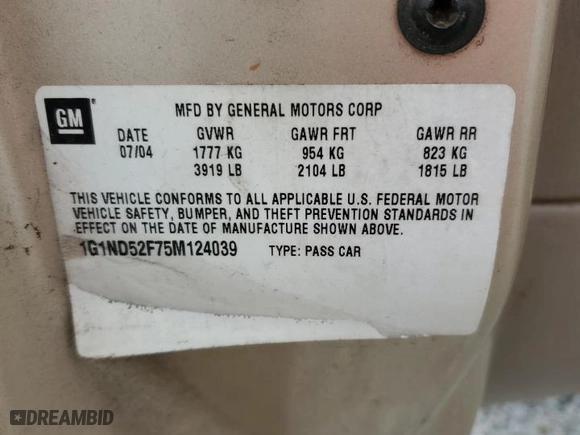 GM
MFD BY GENERAL MOTORS CORP
DATE GVWR GAWR FRT GAWR RR
07/04 1777 KG 954 KG 823 KG
3919 LB 2104 LB 1815 LB
THIS VEHICLE CONFORMS TO ALL APPLICABLE U.S. FEDERAL MOTOR
VEHICLE SAFETY, BUMPER, AND THEFT PREVENTION STANDARDS IN
EFFECT ON THE DATE OF MANUFACTURE SHOWN ABOVE.
1G1ND52F75M124039 TYPE: PASS CAR
DREAMBID